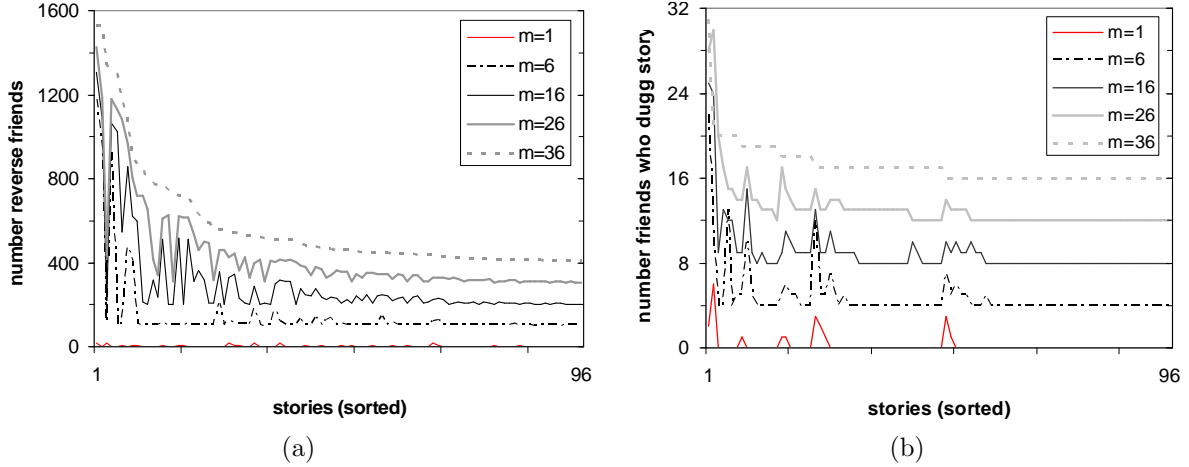 number reverse friends
1600
1200
800
400
0
m=1
m=6
m=16
m=26
m=36
1
96
stories (sorted)
(a)
number friends who dugg story
32
24
16
8
0
m=1
m=6
m=16
m=26
m=36
1
96
stories (sorted)
(b)